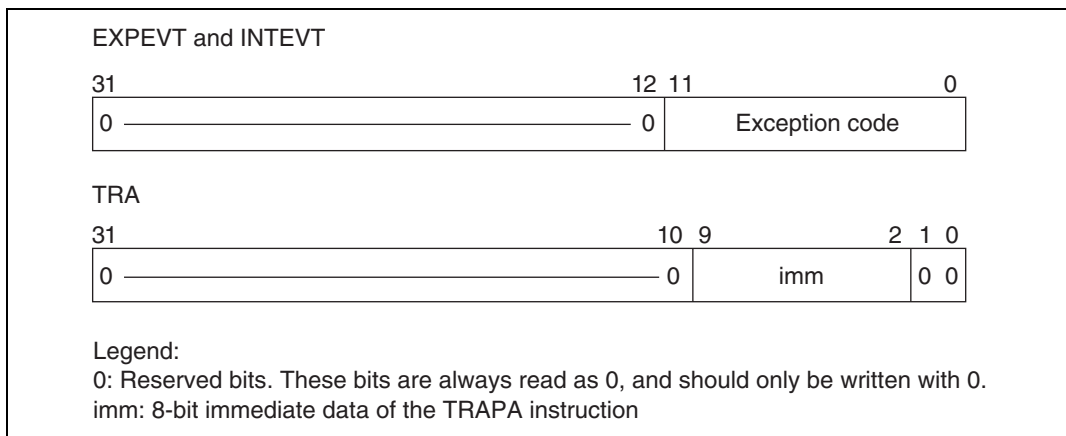 EXPEVT and INTEVT
31 12 11 0
0 0 Exception code
TRA
31 10 9 2 1 0
0 0 imm 0 0
Legend:
0: Reserved bits. These bits are always read as 0, and should only be written with 0.
imm: 8-bit immediate data of the TRAPA instruction